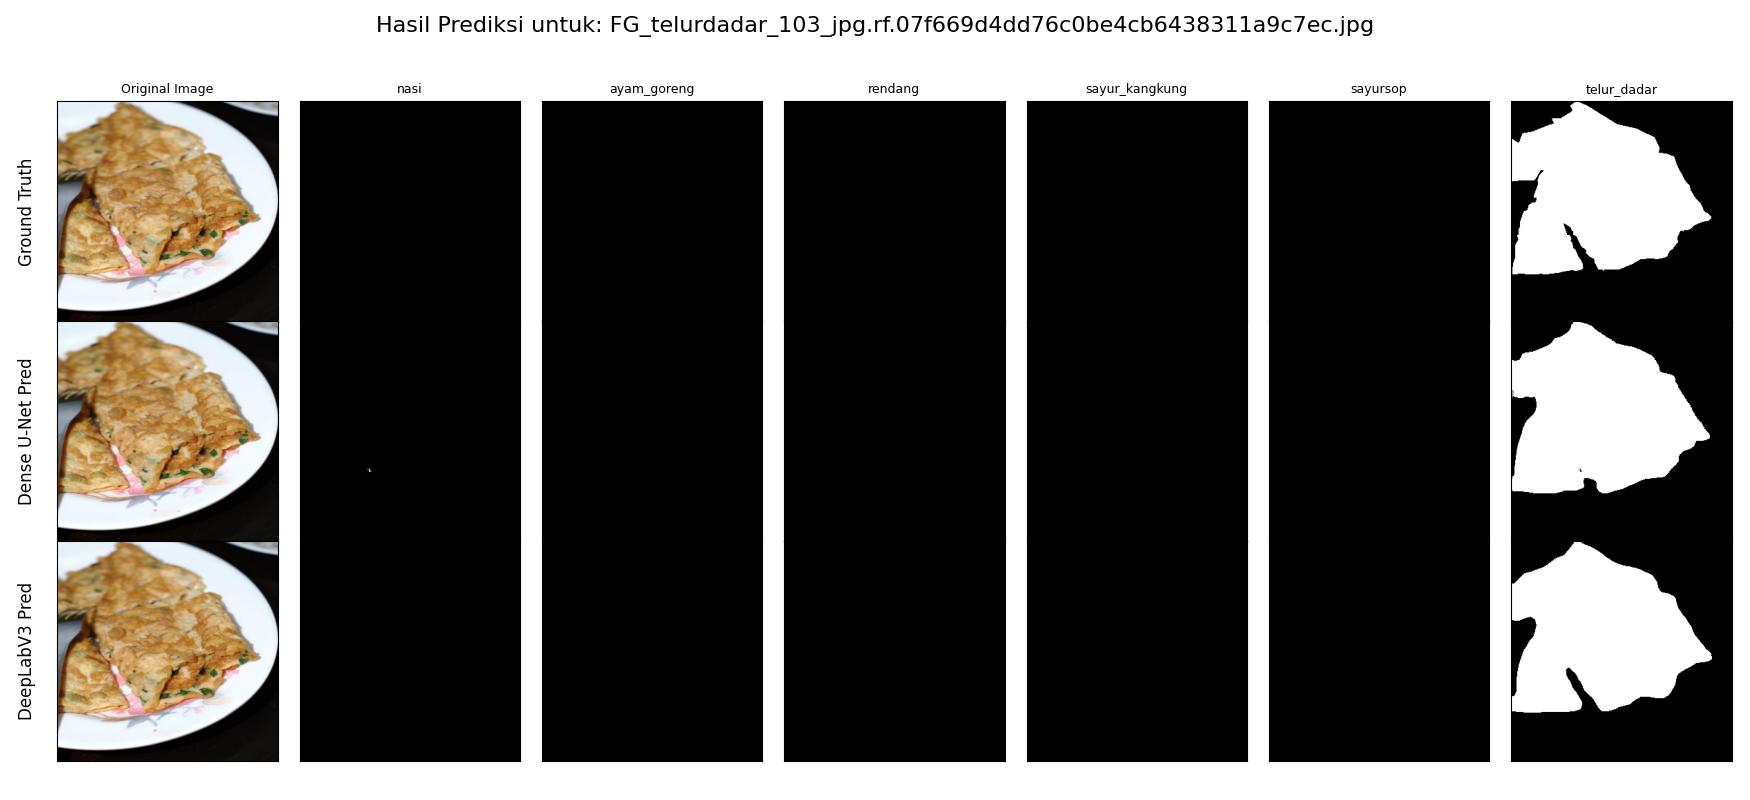 Hasil Prediksi untuk: FG_telurdadar_103_jpg.rf.07f669d4dd76c0be4cb6438311a9c7ec.jpg
Original Image
nasi
ayam_goreng
rendang
sayur_kangkung
sayursop
telur_dadar
Ground Truth
Dense U-Net Pred
DeepLabV3 Pred